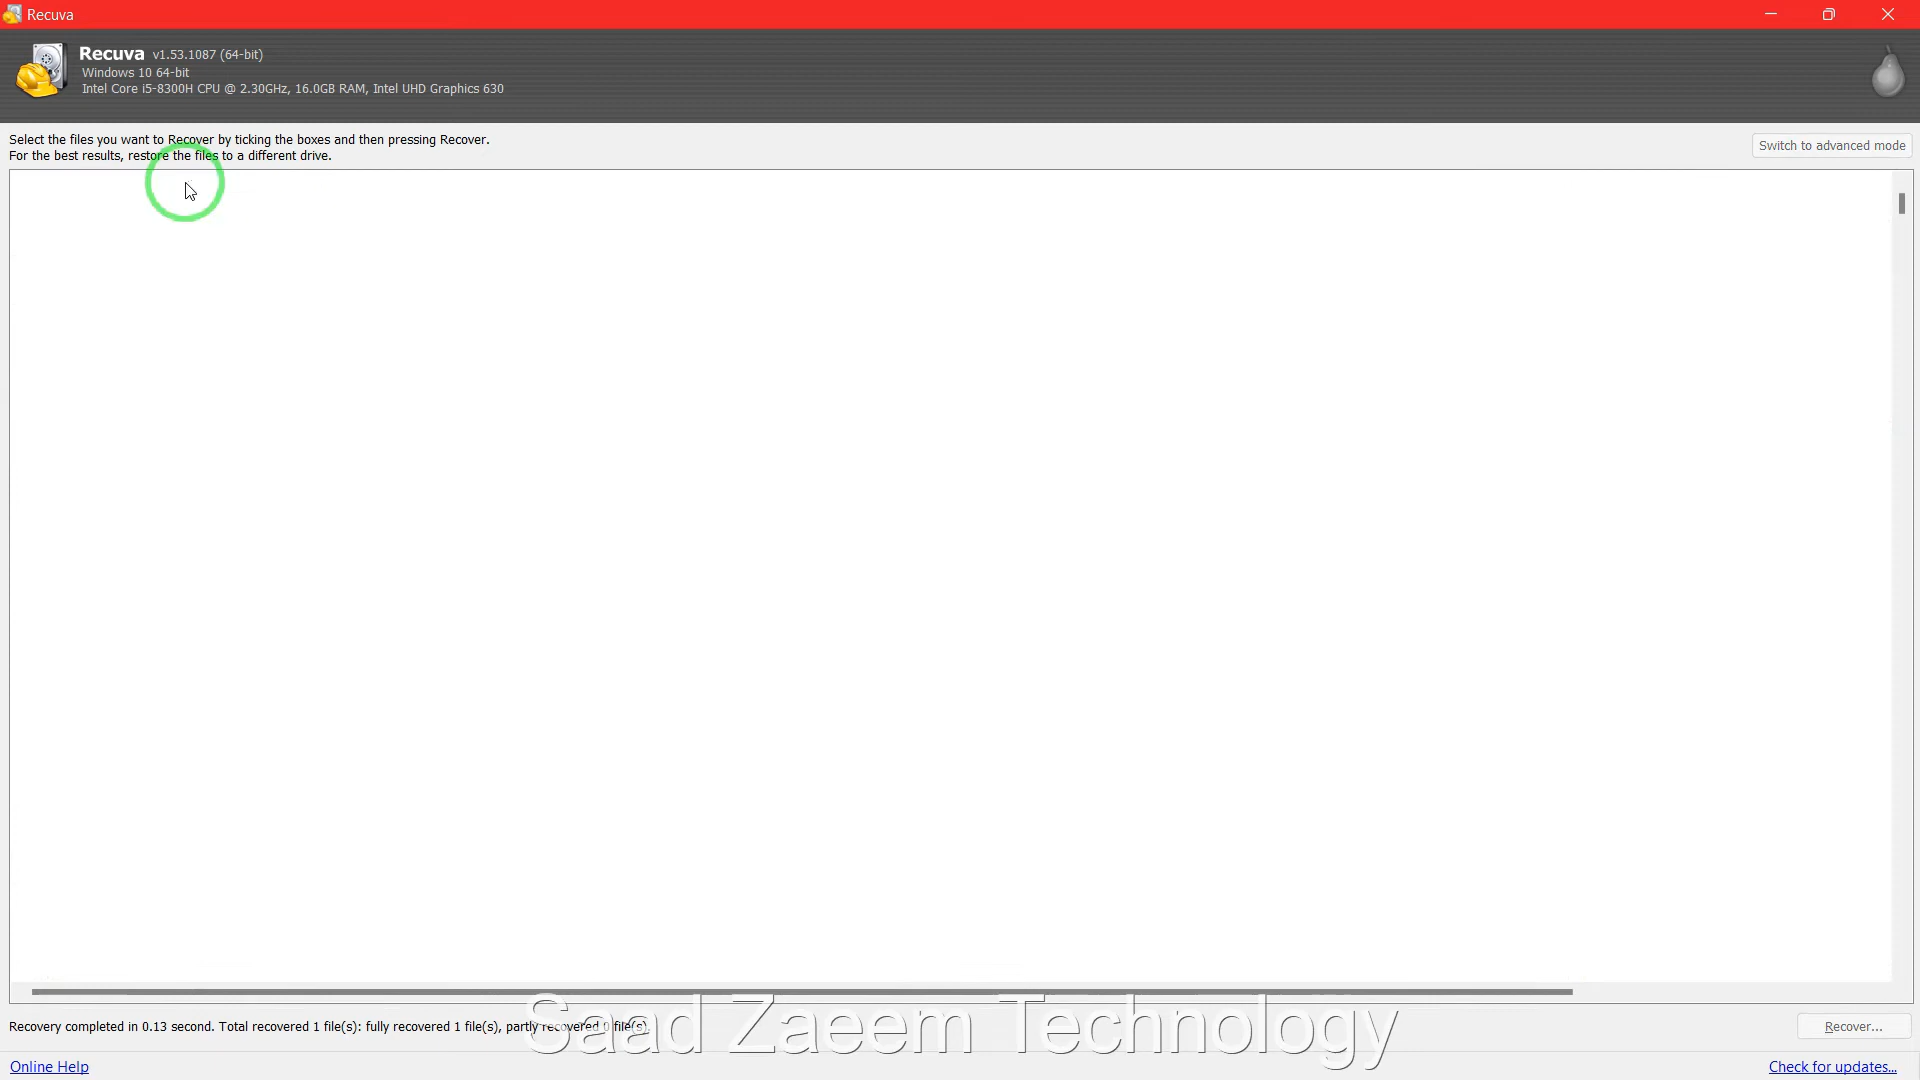 Recuva
Recuva v1.53.1087 (64-bit)
Windows 10 64-bit
Intel Core i5-8300H CPU @ 2.30GHz, 16.0GB RAM, Intel UHD Graphics 630
Select the files you want to Recover by ticking the boxes and then pressing Recover.
For the best results, restore the files to a different drive.
Switch to advanced mode
Recovery completed in 0.13 second. Total recovered 1 file(s): fully recovered 1 file(s), partly recovered 0 file(s).
Saad Zaeem Technology
Recover...
Online Help
Check for updates...